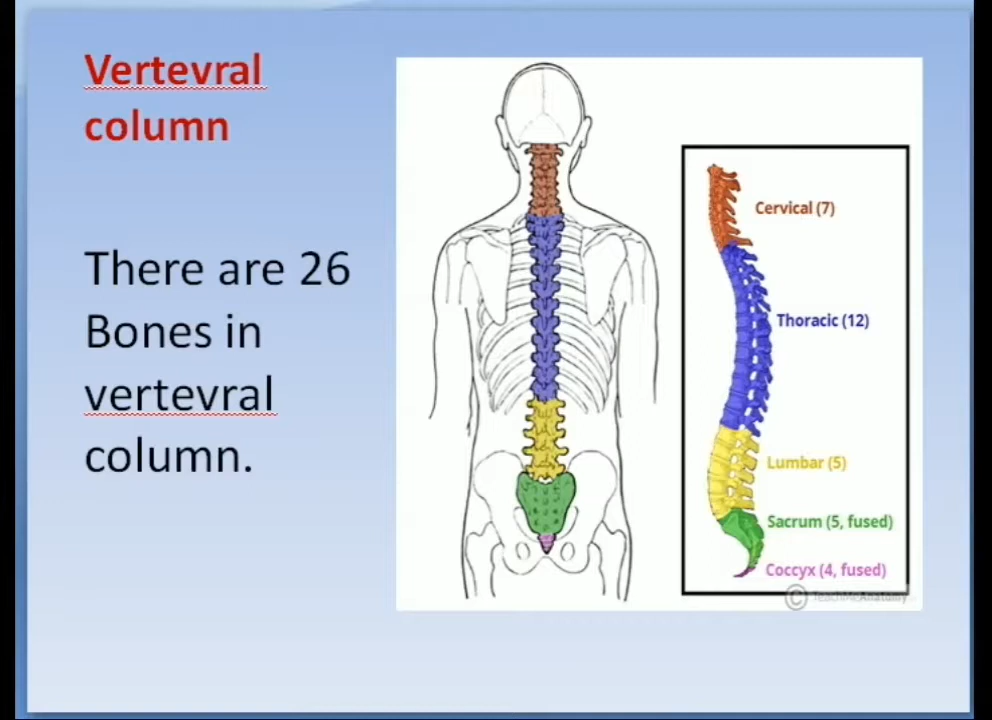 Vertevral
column
There are 26
Bones in
vertevral
column.
Cervical (7)
Thoracic (12)
Lumbar (5)
Sacrum (5, fused)
Coccyx (4, fused)
© TeachMeAnatomy